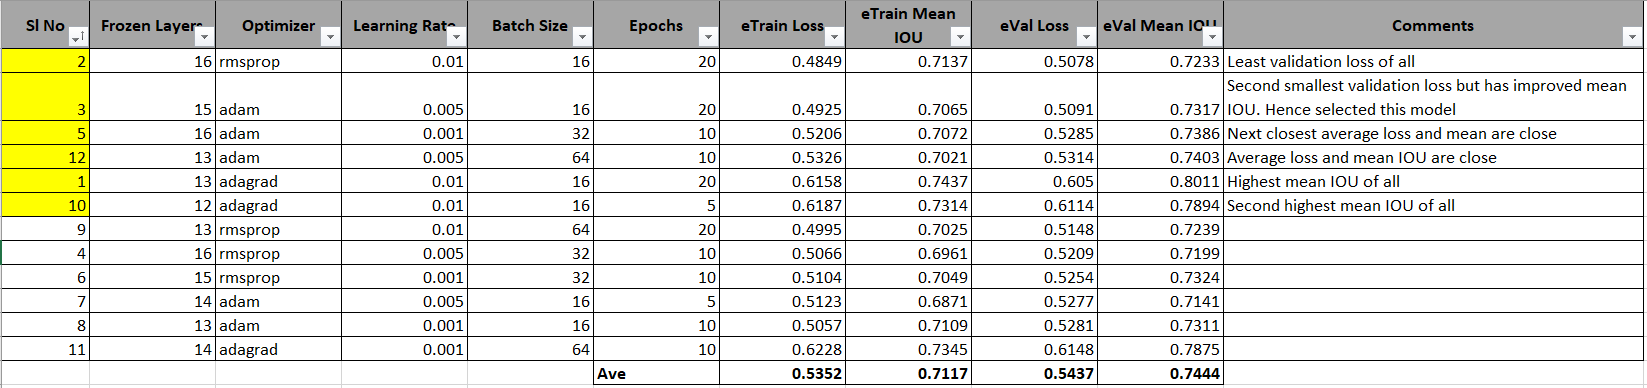 Sl No Frozen Layers Optimizer Learning Rat Batch Size Epochs eTrain Loss eTrain Mean IOU eVal Loss eVal Mean IOU Comments
2 16 rmsprop 0.01 16 20 0.4849 0.7137 0.5078 0.7233 Least validation loss of all
Second smallest validation loss but has improved mean
3 15 adam 0.005 16 20 0.4925 0.7065 0.5091 0.7317 IOU. Hence selected this model
5 16 adam 0.001 32 10 0.5206 0.7072 0.5285 0.7386 Next closest average loss and mean are close
12 13 adam 0.005 64 10 0.5326 0.7021 0.5314 0.7403 Average loss and mean IOU are close
1 13 adagrad 0.01 16 20 0.6158 0.7437 0.605 0.8011 Highest mean IOU of all
10 12 adagrad 0.01 16 5 0.6187 0.7314 0.6114 0.7894 Second highest mean IOU of all
9 13 rmsprop 0.01 64 20 0.4995 0.7025 0.5148 0.7239
4 16 rmsprop 0.005 32 10 0.5066 0.6961 0.5209 0.7199
6 15 rmsprop 0.001 32 10 0.5104 0.7049 0.5254 0.7324
7 14 adam 0.005 16 5 0.5123 0.6871 0.5277 0.7141
8 13 adam 0.001 16 10 0.5057 0.7109 0.5281 0.7311
11 14 adagrad 0.001 64 10 0.6228 0.7345 0.6148 0.7875
Ave 0.5352 0.7117 0.5437 0.7444